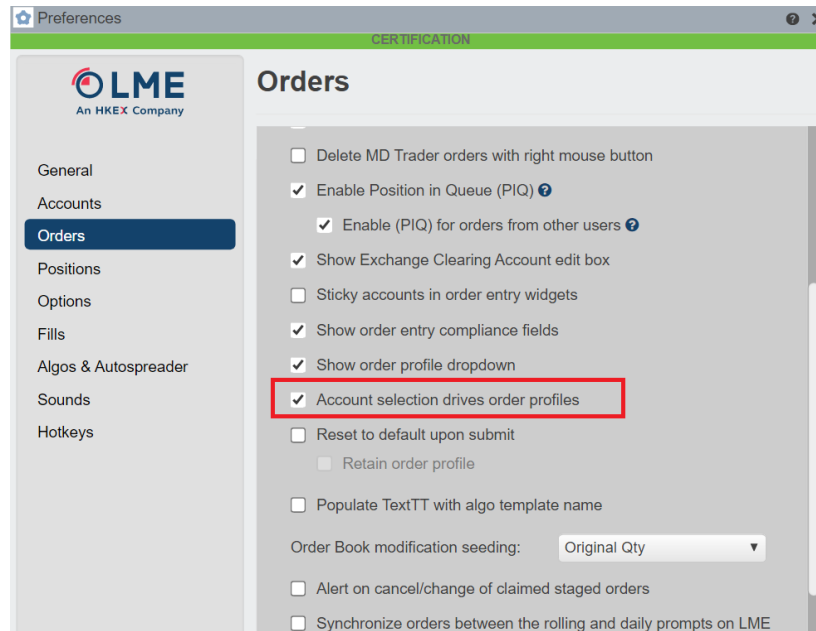 Preferences
CERTIFICATION
LME
An HKEX Company
General
Accounts
Orders
Positions
Options
Fills
Algos & Autospreader
Sounds
Hotkeys
Orders
Delete MD Trader orders with right mouse button
Enable Position in Queue (PIQ) ?
Enable (PIQ) for orders from other users ?
Show Exchange Clearing Account edit box
Sticky accounts in order entry widgets
Show order entry compliance fields
Show order profile dropdown
Account selection drives order profiles
Reset to default upon submit
Retain order profile
Populate TextTT with algo template name
Order Book modification seeding: Original Qty
Alert on cancel/change of claimed staged orders
Synchronize orders between the rolling and daily prompts on LME